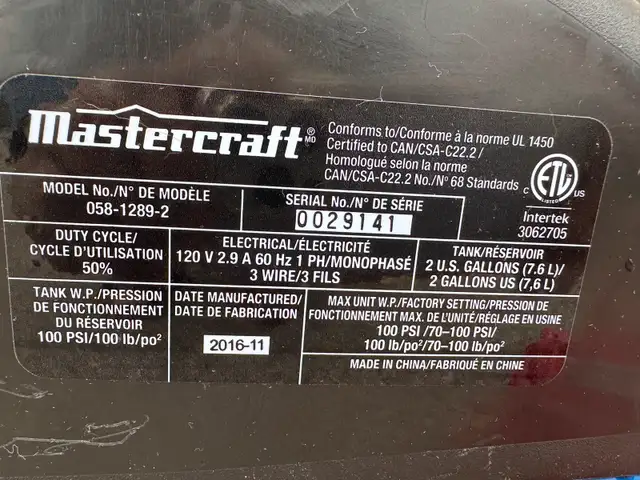 Mastercraft® MD
Conforms to/Conforme à la norme UL 1450
Certified to CAN/CSA-C22.2 /
Homologué selon la norme
CAN/CSA-C22.2 No./N° 68 Standards
C ETL US
LISTED
Intertek
3062705
MODEL No./N° DE MODÈLE
058-1289-2
SERIAL No./N° DE SÉRIE
0029141
DUTY CYCLE/
CYCLE D'UTILISATION
50%
ELECTRICAL/ÉLECTRICITÉ
120 V 2.9 A 60 Hz 1 PH/MONOPHASÉ
3 WIRE/3 FILS
TANK/RÉSERVOIR
2 U.S. GALLONS (7.6 L)/
2 GALLONS US (7,6 L)
TANK W.P./PRESSION
DE FONCTIONNEMENT
DU RÉSERVOIR
100 PSI/100 lb/po²
DATE MANUFACTURED/
DATE DE FABRICATION
2016-11
MAX UNIT W.P./FACTORY SETTING/PRESSION DE
FONCTIONNEMENT MAX. DE L'UNITÉ/RÉGLAGE EN USINE
100 PSI /70–100 PSI/
100 lb/po²/70–100 lb/po²
MADE IN CHINA/FABRIQUÉ EN CHINE